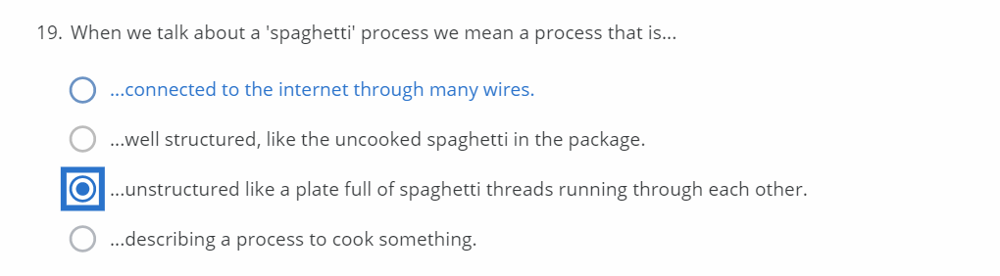 19. When we talk about a 'spaghetti' process we mean a process that is...
...connected to the internet through many wires.
...well structured, like the uncooked spaghetti in the package.
...unstructured like a plate full of spaghetti threads running through each other.
...describing a process to cook something.